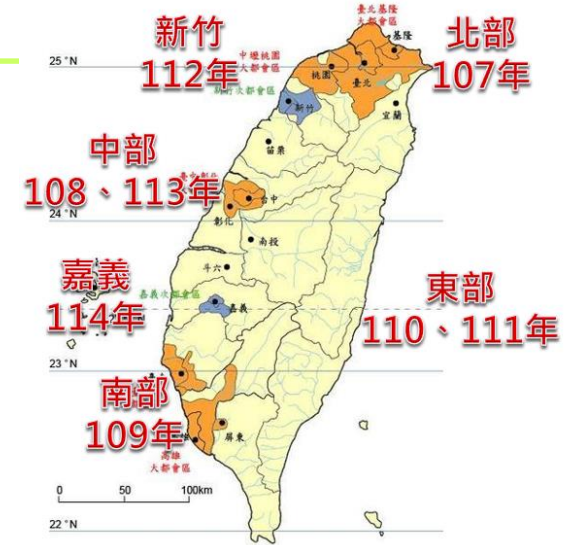 新竹
112年
北部
107年
臺北基隆
大都會區
基隆
25°N
中壢桃園
大都會區
桃園
臺北
新竹次都會區
新竹
宜蘭
中部
108、113年
苗栗
台中
24°N
彰化
南投
嘉義
114年
斗六
嘉義次都會區
嘉義
東部
110、111年
23°N
南部
109年
屏東
高雄
大都會區
0 50 100km
22°N